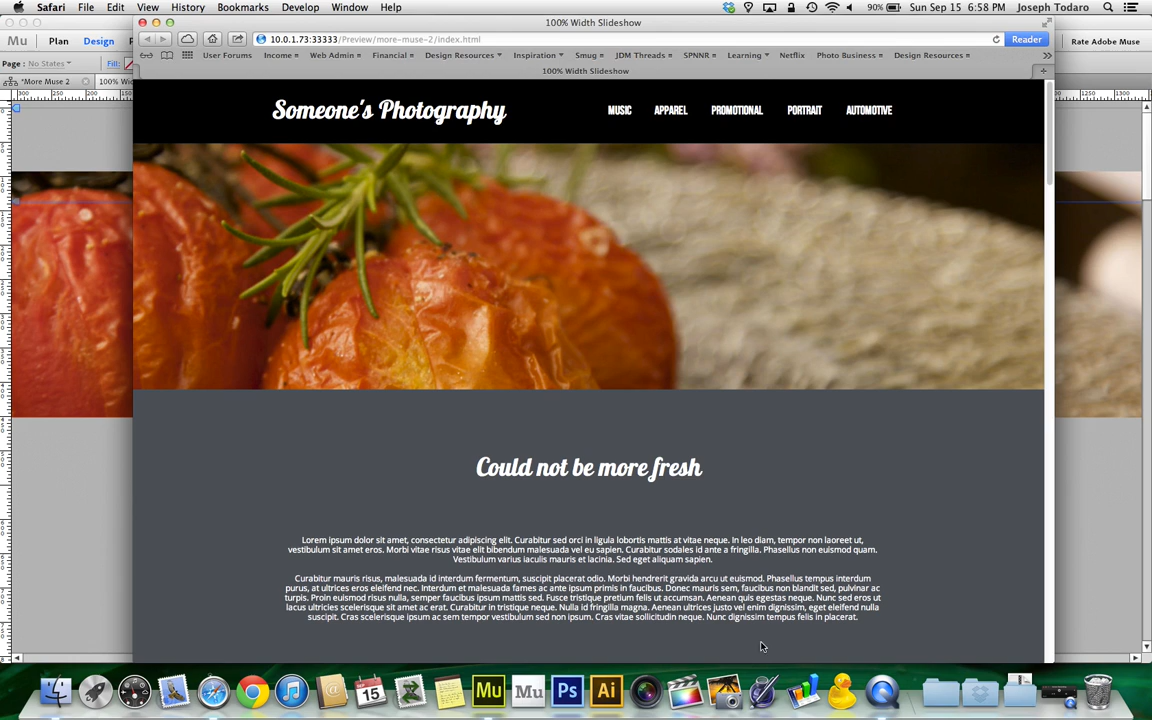 Safari File Edit View History Bookmarks Develop Window Help 90% Sun Sep 15 6:58 PM Joseph Todaro
100% Width Slideshow
Mu Plan Design P Rate Adobe Muse
10.0.1.73:33333/Preview/more-muse-2/index.html Reader
User Forums Income Web Admin Financial Design Resources Inspiration Smug JDM Threads SPNRR Learning Netflix Photo Business Design Resources
Page: No States Fill:
100% Width Slideshow
*More Muse 2 100% Wid
Someone's Photography MUSIC APPAREL PROMOTIONAL PORTRAIT AUTOMOTIVE
Could not be more fresh
Lorem ipsum dolor sit amet, consectetur adipiscing elit. Curabitur sed orci in ligula lobortis mattis at vitae neque. In leo diam, tempor non laoreet ut,
vestibulum sit amet eros. Morbi vitae risus vitae elit bibendum malesuada vel eu sapien. Curabitur sodales id ante a fringilla. Phasellus non euismod quam.
Vestibulum varius iaculis mauris et lacinia. Sed eget aliquam sapien.
Curabitur mauris risus, malesuada id interdum fermentum, suscipit placerat odio. Morbi hendrerit gravida arcu ut euismod. Phasellus tempus interdum
purus, at ultrices eros eleifend nec. Interdum et malesuada fames ac ante ipsum primis in faucibus. Donec mauris sem, faucibus non blandit sed, pulvinar ac
turpis. Proin euismod risus nulla, semper faucibus ipsum mattis sed. Fusce tristique pretium felis ut accumsan. Aenean quis egestas neque. Nunc sed eros ut
lacus ultricies scelerisque sit amet ac erat. Curabitur in tristique neque. Nulla id fringilla magna. Aenean ultrices justo vel enim dignissim, eget eleifend nulla
suscipit. Cras scelerisque ipsum ac sem tempor vestibulum sed non ipsum. Cras vitae sollicitudin neque. Nunc dignissim tempus felis in placerat.
15 Mu Mu Ps Ai